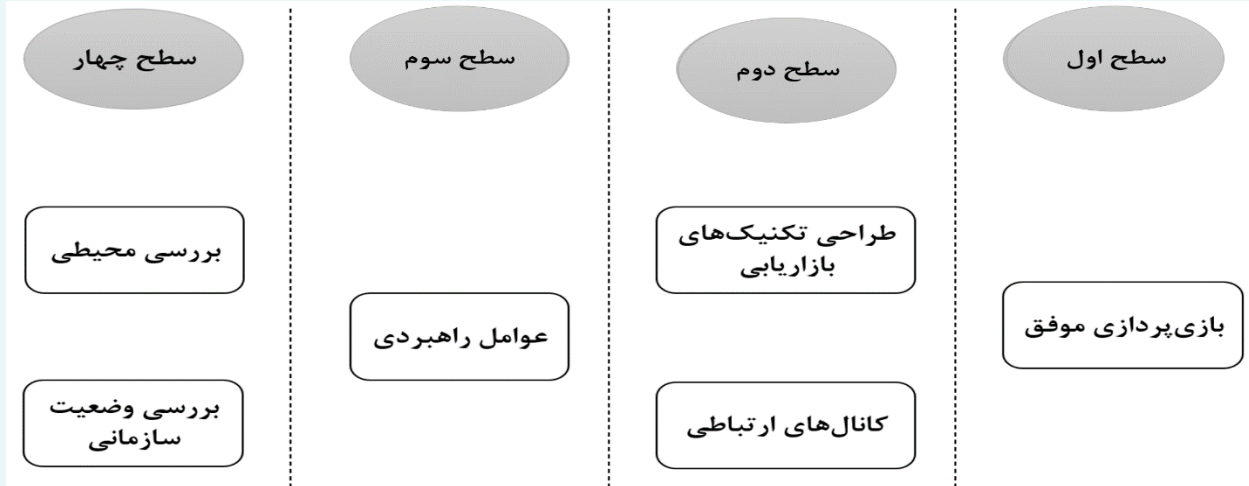 سطح اول
سطح دوم
سطح سوم
سطح چهار
طراحی تکنیک‌های
بازاریابی
بررسی محیطی
بازی‌پردازی موفق
عوامل راهبردی
کانال‌های ارتباطی
بررسی وضعیت
سازمانی